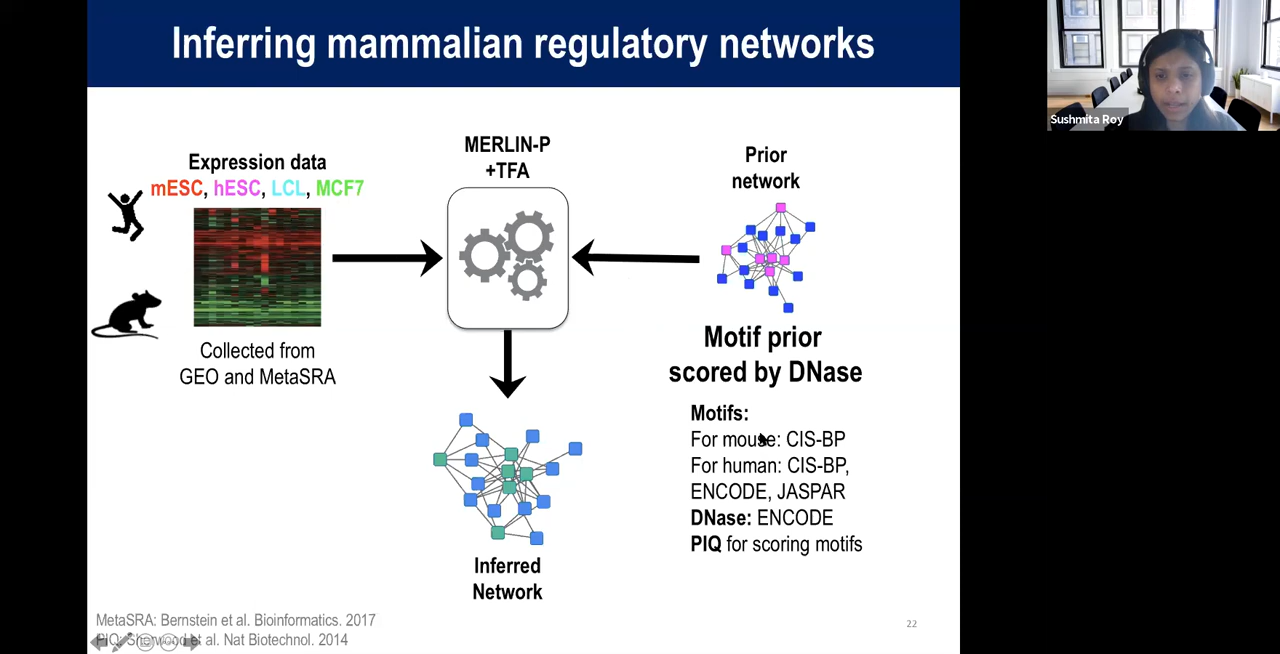 Inferring mammalian regulatory networks
Sushmita Roy
Expression data
mESC, hESC, LCL, MCF7
Collected from
GEO and MetaSRA
MERLIN-P
+TFA
Inferred
Network
Prior
network
Motif prior
scored by DNase
Motifs:
For mouse: CIS-BP
For human: CIS-BP,
ENCODE, JASPAR
DNase: ENCODE
PIQ for scoring motifs
MetaSRA: Bernstein et al. Bioinformatics. 2017
PIQ: Sherwood et al. Nat Biotechnol. 2014
22